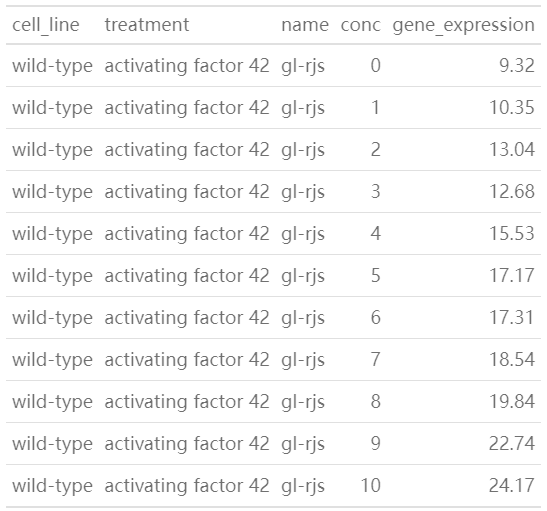 cell_line treatment name conc gene_expression
wild-type activating factor 42 gl-rjs 0 9.32
wild-type activating factor 42 gl-rjs 1 10.35
wild-type activating factor 42 gl-rjs 2 13.04
wild-type activating factor 42 gl-rjs 3 12.68
wild-type activating factor 42 gl-rjs 4 15.53
wild-type activating factor 42 gl-rjs 5 17.17
wild-type activating factor 42 gl-rjs 6 17.31
wild-type activating factor 42 gl-rjs 7 18.54
wild-type activating factor 42 gl-rjs 8 19.84
wild-type activating factor 42 gl-rjs 9 22.74
wild-type activating factor 42 gl-rjs 10 24.17